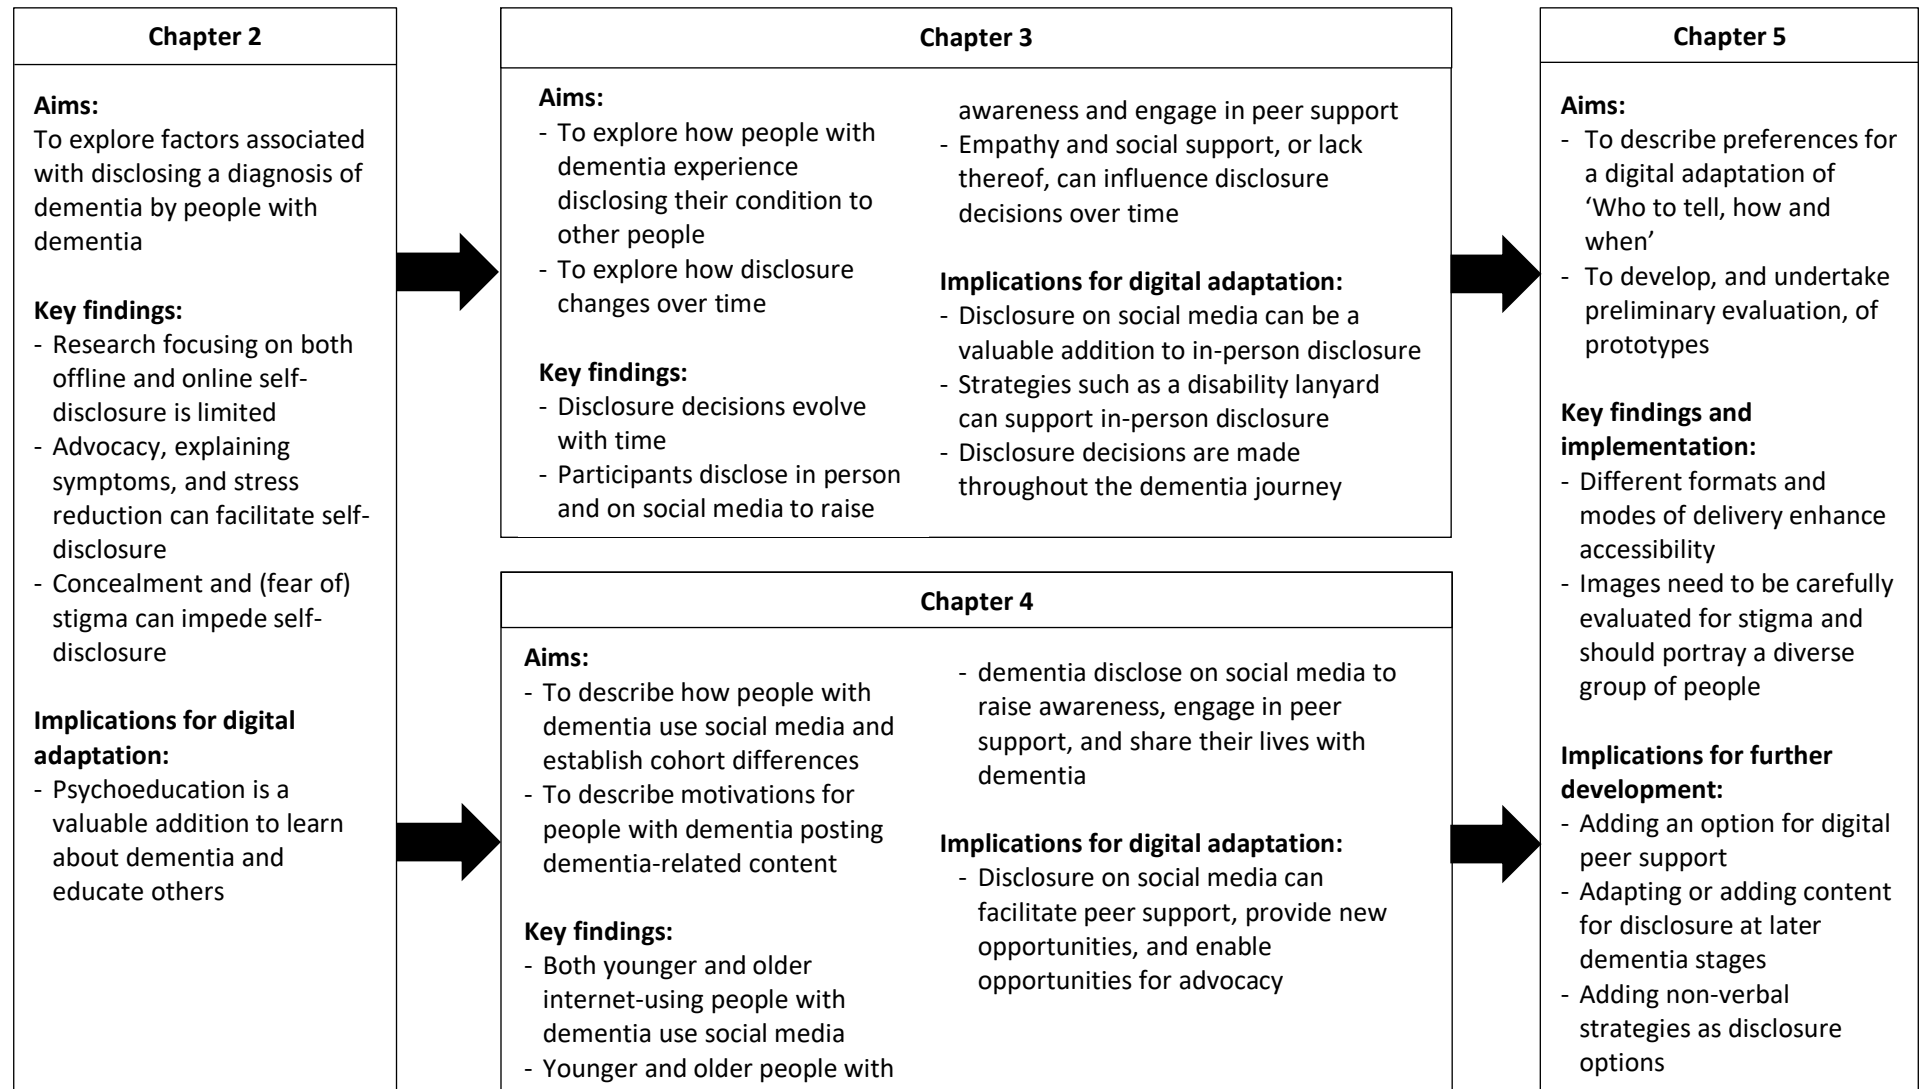 Chapter 2
Aims:
To explore factors associated
with disclosing a diagnosis of
dementia by people with
dementia
Key findings:
- Research focusing on both
offline and online self-
disclosure is limited
- Advocacy, explaining
symptoms, and stress
reduction can facilitate self-
disclosure
- Concealment and (fear of)
stigma can impede self-
disclosure
Implications for digital
adaptation:
- Psychoeducation is a
valuable addition to learn
about dementia and
educate others
Chapter 3
Aims:
- To explore how people with
dementia experience
disclosing their condition to
other people
- To explore how disclosure
changes over time
Key findings:
- Disclosure decisions evolve
with time
- Participants disclose in person
and on social media to raise
awareness and engage in peer support
- Empathy and social support, or lack
thereof, can influence disclosure
decisions over time
Implications for digital adaptation:
- Disclosure on social media can be a
valuable addition to in-person disclosure
- Strategies such as a disability lanyard
can support in-person disclosure
- Disclosure decisions are made
throughout the dementia journey
Chapter 4
Aims:
- To describe how people with
dementia use social media and
establish cohort differences
- To describe motivations for
people with dementia posting
dementia-related content
Key findings:
- Both younger and older
internet-using people with
dementia use social media
- Younger and older people with
- dementia disclose on social media to
raise awareness, engage in peer
support, and share their lives with
dementia
Implications for digital adaptation:
- Disclosure on social media can
facilitate peer support, provide new
opportunities, and enable
opportunities for advocacy
Chapter 5
Aims:
- To describe preferences for
a digital adaptation of
‘Who to tell, how and
when’
- To develop, and undertake
preliminary evaluation, of
prototypes
Key findings and
implementation:
- Different formats and
modes of delivery enhance
accessibility
- Images need to be carefully
evaluated for stigma and
should portray a diverse
group of people
Implications for further
development:
- Adding an option for digital
peer support
- Adapting or adding content
for disclosure at later
dementia stages
- Adding non-verbal
strategies as disclosure
options